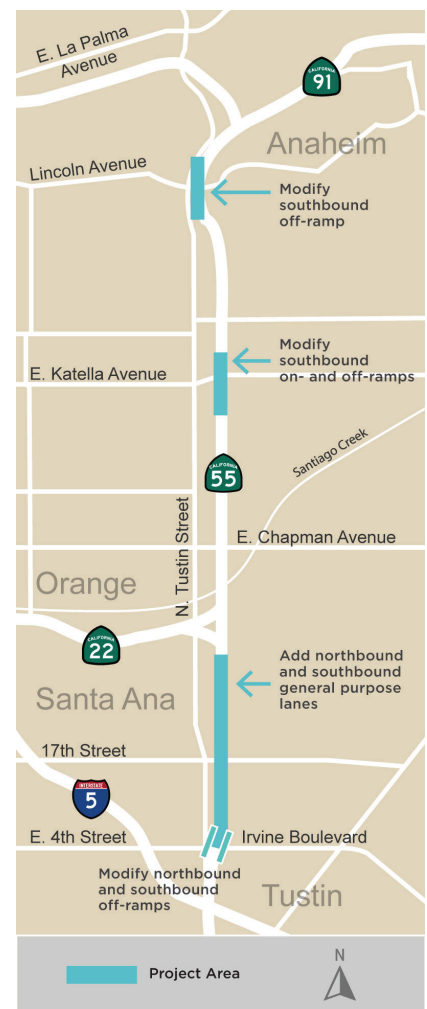 E. La Palma
Avenue
CALIFORNIA
91
Anaheim
Lincoln Avenue
Modify
southbound
off-ramp
Modify
southbound
on- and off-ramps
E. Katella Avenue
Santiago Creek
CALIFORNIA
55
N. Tustin Street
E. Chapman Avenue
Orange
CALIFORNIA
22
Add northbound
and southbound
general purpose
lanes
Santa Ana
17th Street
INTERSTATE
5
E. 4th Street
Irvine Boulevard
Modify northbound
and southbound
off-ramps
Tustin
Project Area
N